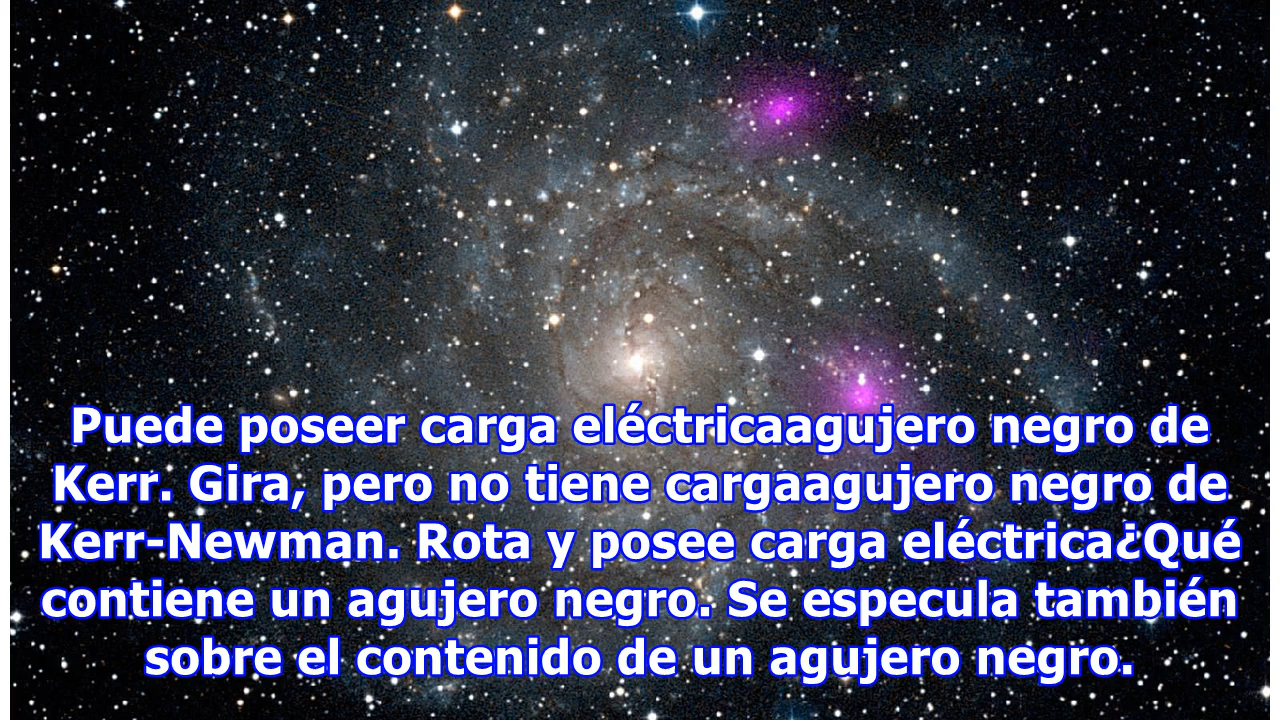 Puede poseer carga eléctricaagujero negro de
Kerr. Gira, pero no tiene cargaagujero negro de
Kerr-Newman. Rota y posee carga eléctrica¿Qué
contiene un agujero negro. Se especula también
sobre el contenido de un agujero negro.